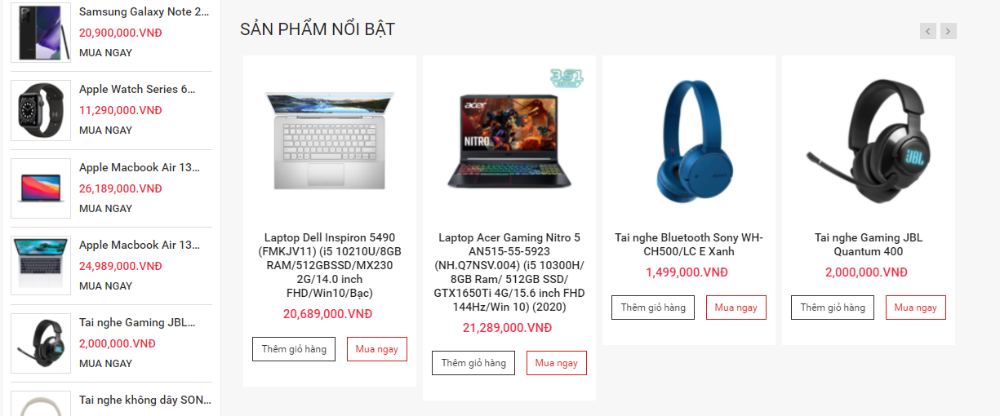 Samsung Galaxy Note 2...
20,900,000.VNĐ
MUA NGAY
Apple Watch Series 6...
11,290,000.VNĐ
MUA NGAY
Apple Macbook Air 13...
26,189,000.VNĐ
MUA NGAY
Apple Macbook Air 13...
24,989,000.VNĐ
MUA NGAY
Tai nghe Gaming JBL...
2,000,000.VNĐ
MUA NGAY
Tai nghe không dây SON...
SẢN PHẨM NỔI BẬT
Laptop Dell Inspiron 5490
(FMKJV11) (i5 10210U/8GB
RAM/512GBSSD/MX230
2G/14.0 inch
FHD/Win10/Bạc)
20,689,000.VNĐ
Thêm giỏ hàng
Mua ngay
acer
NITRO
Laptop Acer Gaming Nitro 5
AN515-55-5923
(NH.Q7NSV.004) (i5 10300H/
8GB Ram/ 512GB SSD/
GTX1650Ti 4G/15.6 inch FHD
144Hz/Win 10) (2020)
21,289,000.VNĐ
Thêm giỏ hàng
Mua ngay
SONY
Tai nghe Bluetooth Sony WH-
CH500/LC E Xanh
1,499,000.VNĐ
Thêm giỏ hàng
Mua ngay
JBL
Tai nghe Gaming JBL
Quantum 400
2,000,000.VNĐ
Thêm giỏ hàng
Mua ngay